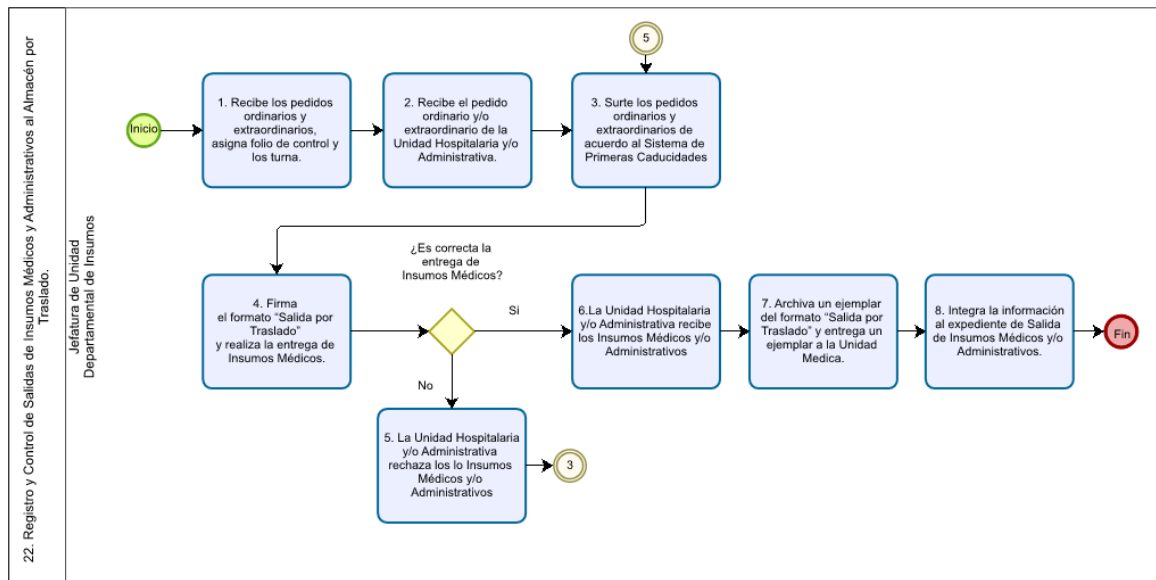 22. Registro y Control de Salidas de Insumos Médicos y Administrativos al Almacén por
Traslado.
Jefatura de Unidad
Departamental de Insumos
5
Inicio
1. Recibe los pedidos
ordinarios y
extraordinarios,
asigna folio de control y
los turna.
2. Recibe el pedido
ordinario y/o
extraordinario de la
Unidad Hospitalaria y/o
Administrativa.
3. Surte los pedidos
ordinarios y
extraordinarios de
acuerdo al Sistema de
Primeras Caducidades
4. Firma
el formato “Salida por
Traslado”
y realiza la entrega de
Insumos Médicos.
¿Es correcta la
entrega de
Insumos Médicos?
Si
No
6.La Unidad Hospitalaria
y/o Administrativa recibe
los Insumos Médicos y/o
Administrativos
7. Archiva un ejemplar
del formato “Salida por
Traslado” y entrega un
ejemplar a la Unidad
Medica.
8. Integra la información
al expediente de Salida
de Insumos Médicos y/o
Administrativos.
Fin
5. La Unidad Hospitalaria
y/o Administrativa
rechaza los lo Insumos
Médicos y/o
Administrativos
3